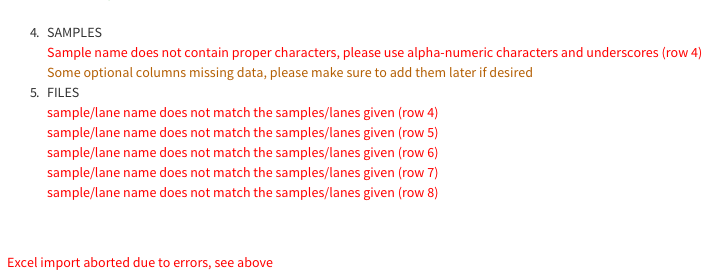 4. SAMPLES
Sample name does not contain proper characters, please use alpha-numeric characters and underscores (row 4)
Some optional columns missing data, please make sure to add them later if desired
5. FILES
sample/lane name does not match the samples/lanes given (row 4)
sample/lane name does not match the samples/lanes given (row 5)
sample/lane name does not match the samples/lanes given (row 6)
sample/lane name does not match the samples/lanes given (row 7)
sample/lane name does not match the samples/lanes given (row 8)
Excel import aborted due to errors, see above